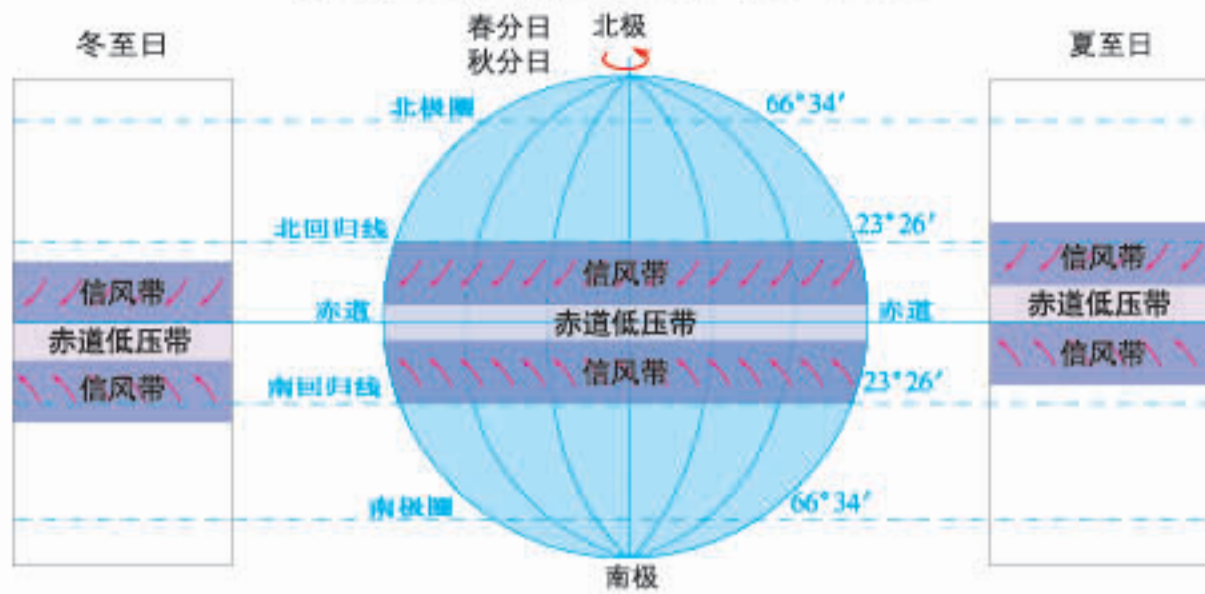 冬至日
春分日
秋分日
北极
夏至日
北极圈
66°34′
北回归线
23°26′
信风带
信风带
信风带
赤道
赤道低压带
赤道
赤道低压带
赤道低压带
信风带
信风带
信风带
南回归线
23°26′
南极圈
66°34′
南极